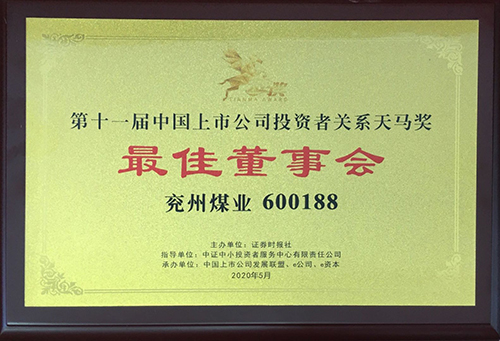 天马奖
TIANMA AWARD
第十一届中国上市公司投资者关系天马奖
最佳董事会
兖州煤业 600188
主办单位：证券时报社
指导单位：中证中小投资者服务中心有限责任公司
承办单位：中国上市公司发展联盟、e公司、e资本
2020年5月